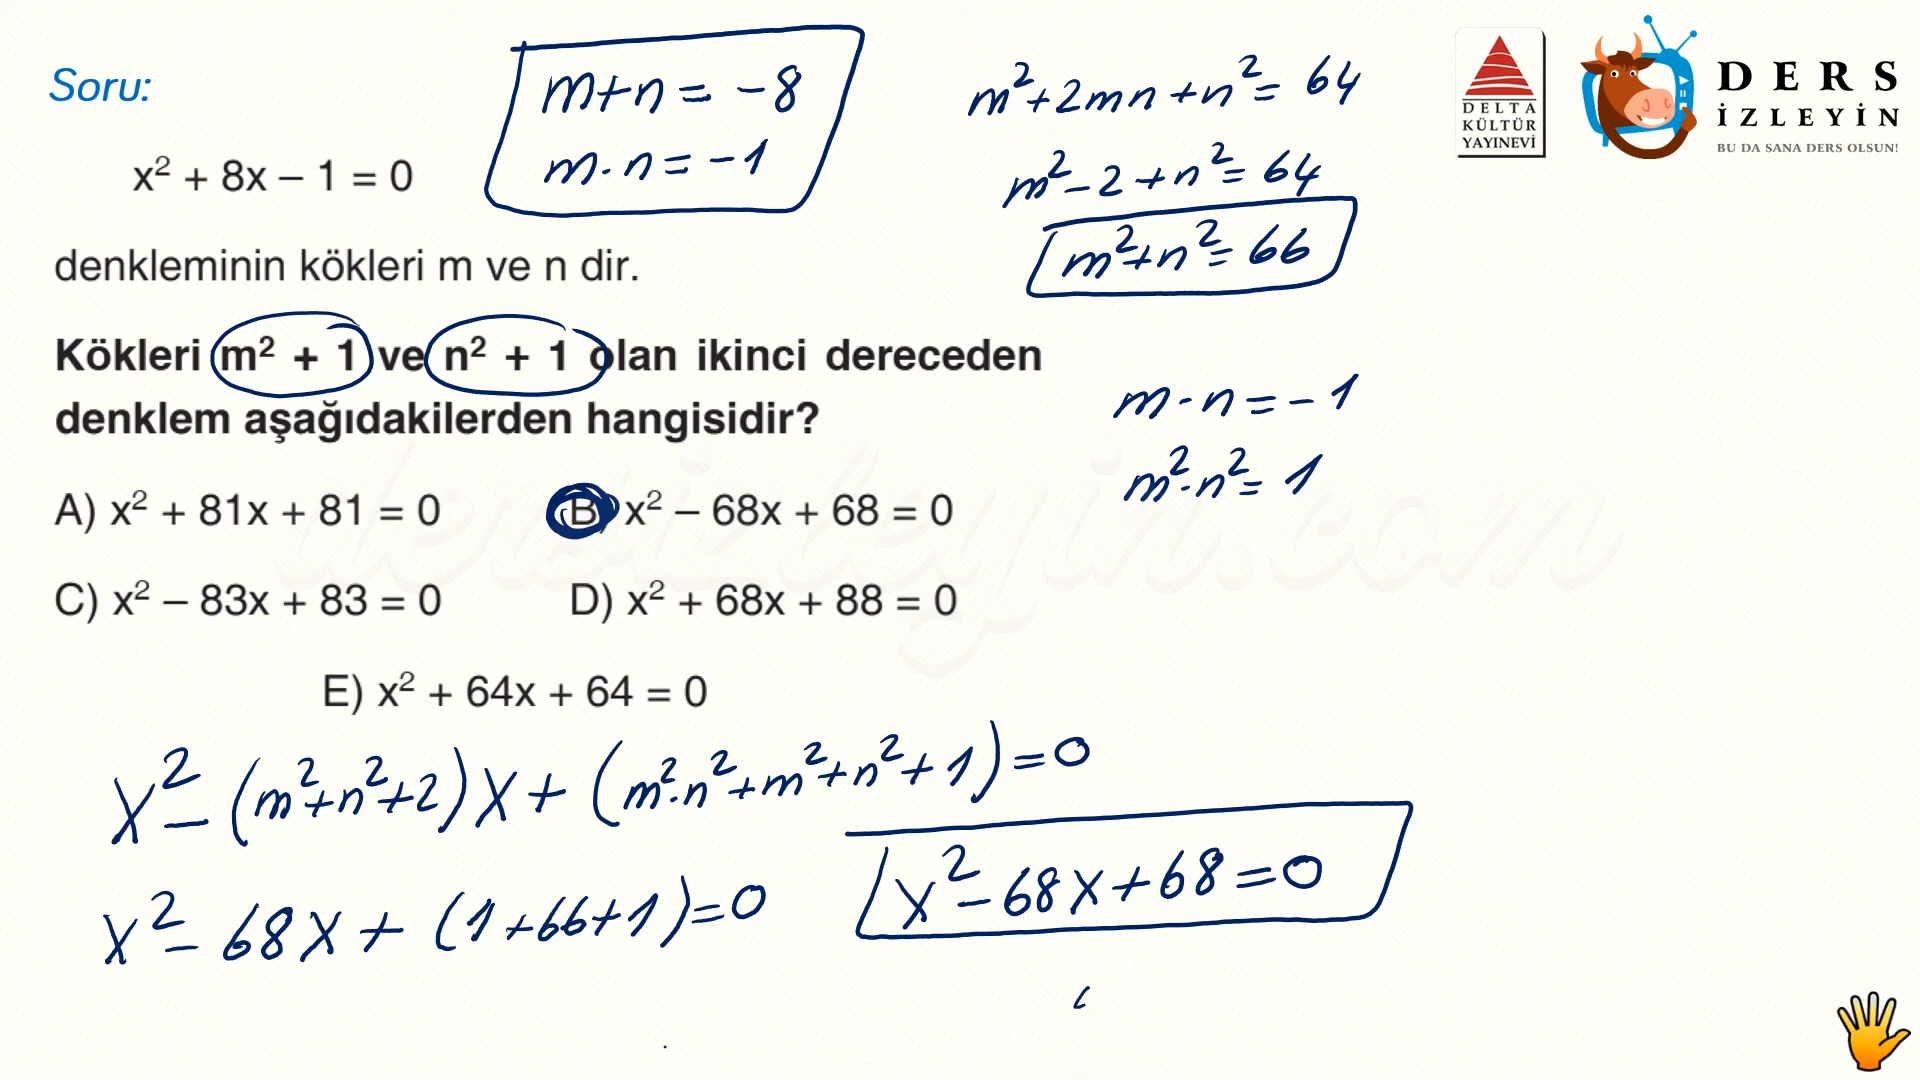 Soru:
m+n = -8
m.n = -1
x² + 8x – 1 = 0
m²+2mn+n² = 64
m²-2+n² = 64
m²+n² = 66
DELTA
KÜLTÜR
YAYINEVİ
DERS
İZLEYİN
BU DA SANA DERS OLSUN!
denkleminin kökleri m ve n dir.
Kökleri m² + 1 ve n² + 1 olan ikinci dereceden
denklem aşağıdakilerden hangisidir?
m.n = -1
m².n² = 1
A) x² + 81x + 81 = 0
B) x² – 68x + 68 = 0
C) x² – 83x + 83 = 0
D) x² + 68x + 88 = 0
E) x² + 64x + 64 = 0
dersizleyin.com
x² - (m²+n²+2)x + (m².n²+m²+n²+1) = 0
x² - 68x + (1+66+1) = 0
x² - 68x + 68 = 0